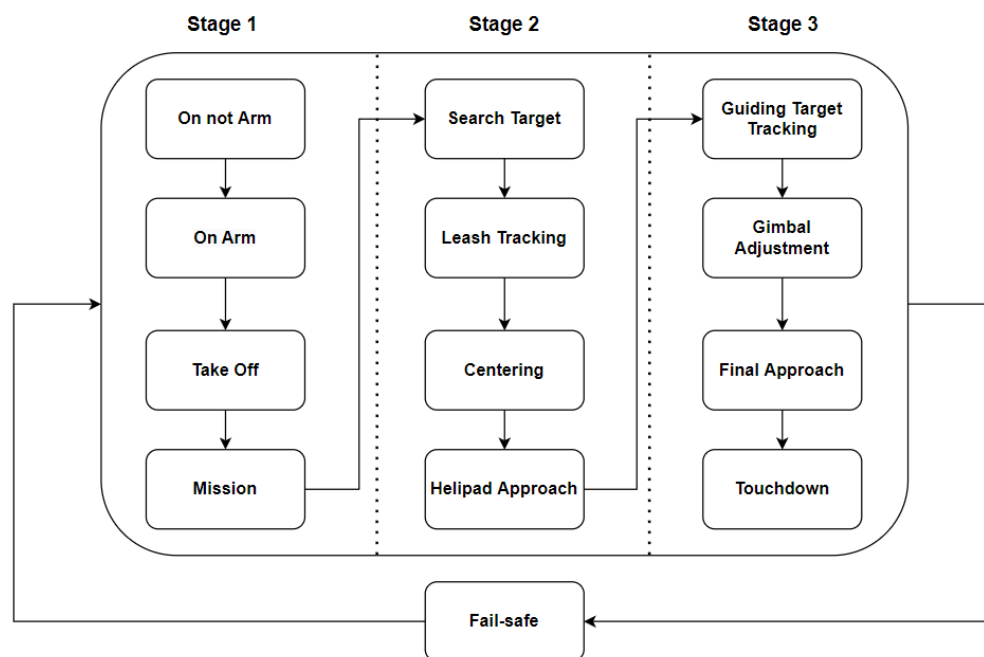 Stage 1
Stage 2
Stage 3
On not Arm
On Arm
Take Off
Mission
Search Target
Leash Tracking
Centering
Helipad Approach
Guiding Target
Tracking
Gimbal
Adjustment
Final Approach
Touchdown
Fail-safe